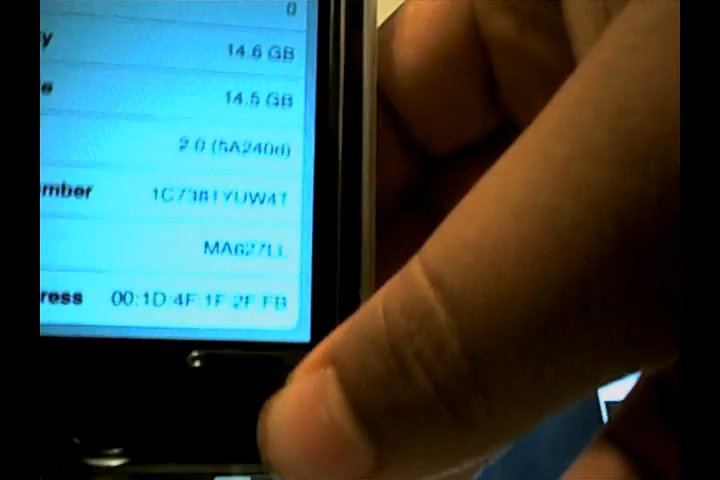 0
y 14.6 GB
e 14.5 GB
2.0 (5A240d)
mber 1C7381YUW4T
MA627LL
ress 00:1D:4F:1F:2F:FB